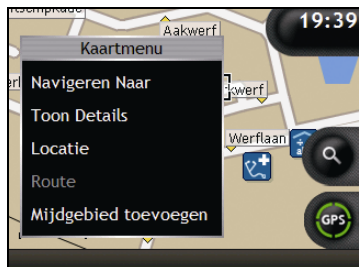 Aakwerf
19:39
Kaartmenu
Navigeren Naar
kwerf
Toon Details
Werflaan
Locatie
Route
Mijdgebied toevoegen
GPS